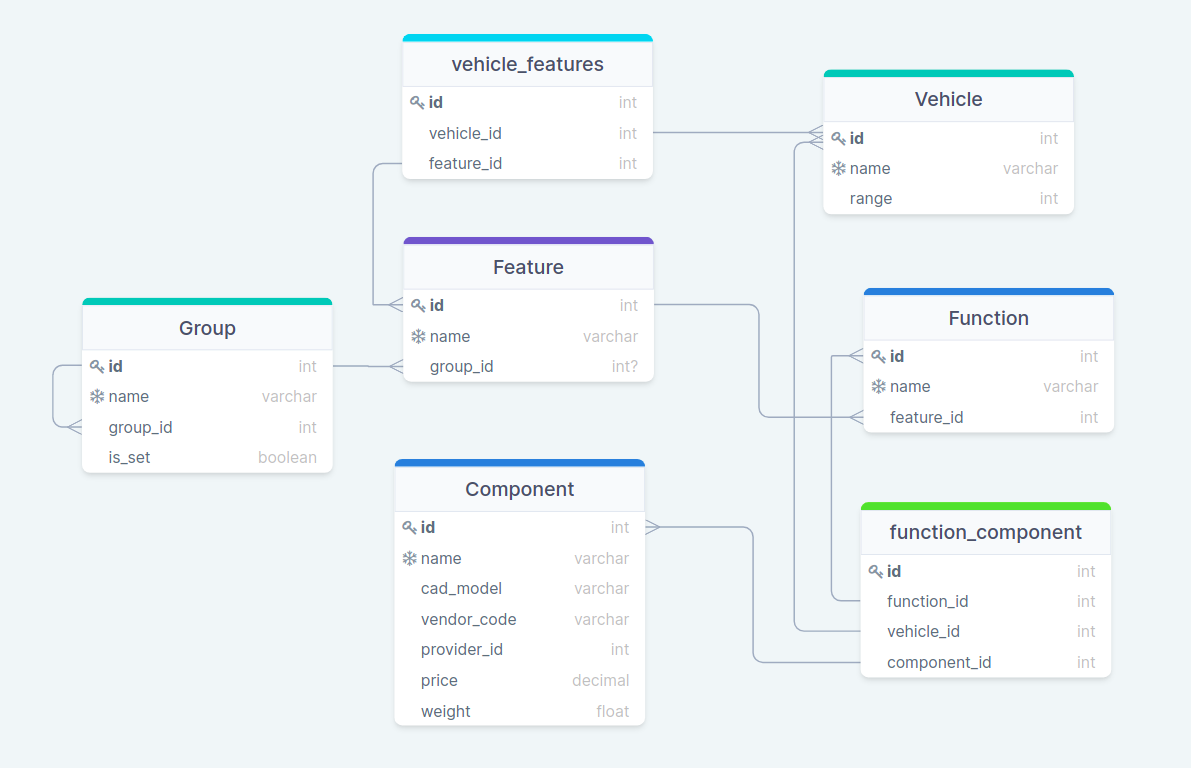 vehicle_features
id int
vehicle_id int
feature_id int
Vehicle
id int
name varchar
range int
Feature
id int
name varchar
group_id int?
Group
id int
name varchar
group_id int
is_set boolean
Function
id int
name varchar
feature_id int
Component
id int
name varchar
cad_model varchar
vendor_code varchar
provider_id int
price decimal
weight float
function_component
id int
function_id int
vehicle_id int
component_id int